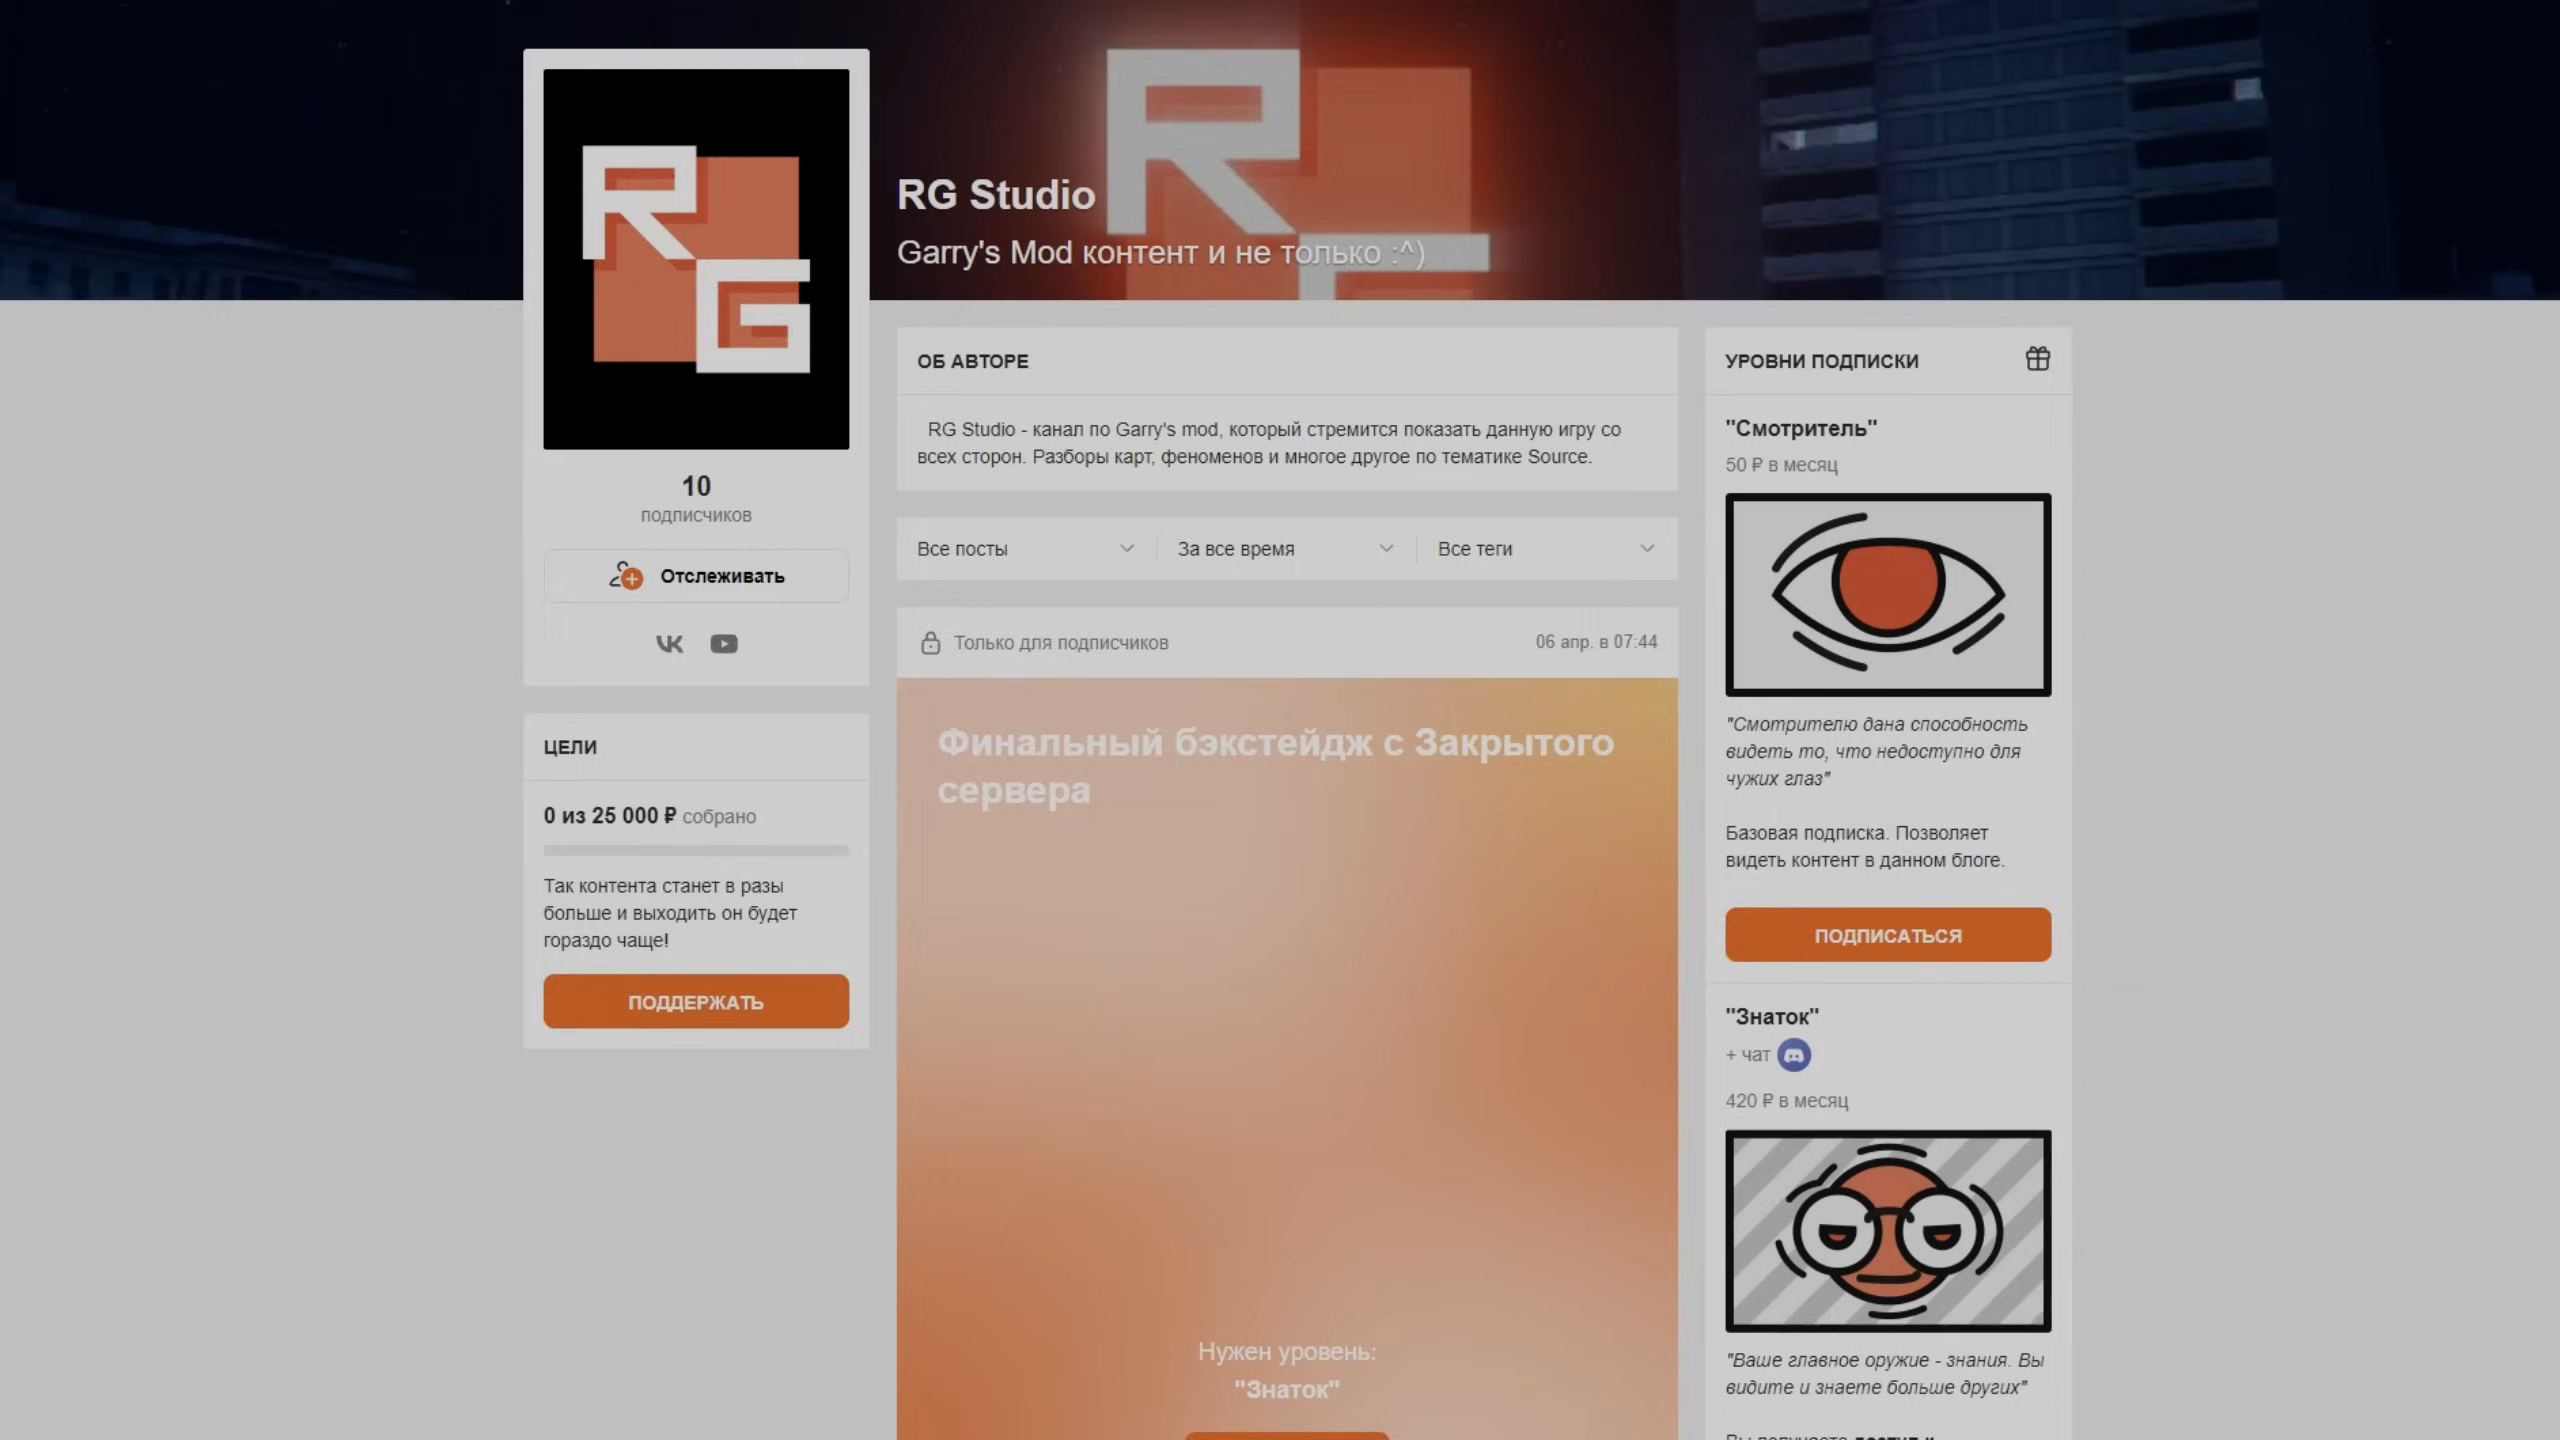 RG
RG Studio
Garry's Mod контент и не только :^)
10
подписчиков
Отслеживать
ЦЕЛИ
0 из 25 000 ₽ собрано
Так контента станет в разы
больше и выходить он будет
гораздо чаще!
ПОДДЕРЖАТЬ
ОБ АВТОРЕ
RG Studio - канал по Garry's mod, который стремится показать данную игру со
всех сторон. Разборы карт, феноменов и многое другое по тематике Source.
Все посты
За все время
Все теги
Только для подписчиков
06 апр. в 07:44
Финальный бэкстейдж с Закрытого
сервера
Нужен уровень:
"Знаток"
УРОВНИ ПОДПИСКИ
"Смотритель"
50 ₽ в месяц
"Смотрителю дана способность
видеть то, что недоступно для
чужих глаз"
Базовая подписка. Позволяет
видеть контент в данном блоге.
ПОДПИСАТЬСЯ
"Знаток"
+ чат
420 ₽ в месяц
"Ваше главное оружие - знания. Вы
видите и знаете больше других"